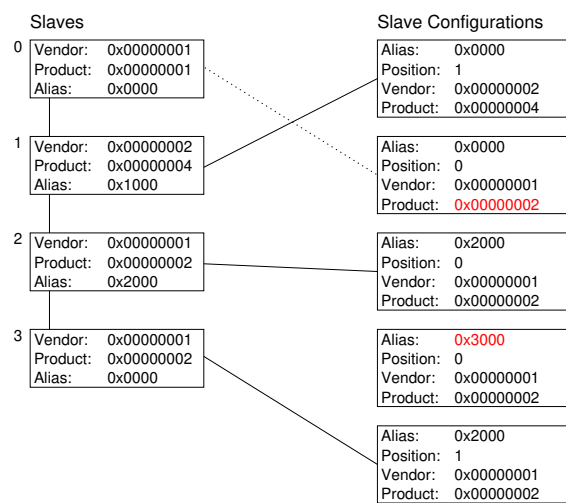 Slaves
0
Vendor: 0x00000001
Product: 0x00000001
Alias: 0x0000
1
Vendor: 0x00000002
Product: 0x00000004
Alias: 0x1000
2
Vendor: 0x00000001
Product: 0x00000002
Alias: 0x2000
3
Vendor: 0x00000001
Product: 0x00000002
Alias: 0x0000
Slave Configurations
Alias: 0x0000
Position: 1
Vendor: 0x00000002
Product: 0x00000004
Alias: 0x0000
Position: 0
Vendor: 0x00000001
Product: 0x00000002
Alias: 0x2000
Position: 0
Vendor: 0x00000001
Product: 0x00000002
Alias: 0x3000
Position: 0
Vendor: 0x00000001
Product: 0x00000002
Alias: 0x2000
Position: 1
Vendor: 0x00000001
Product: 0x00000002